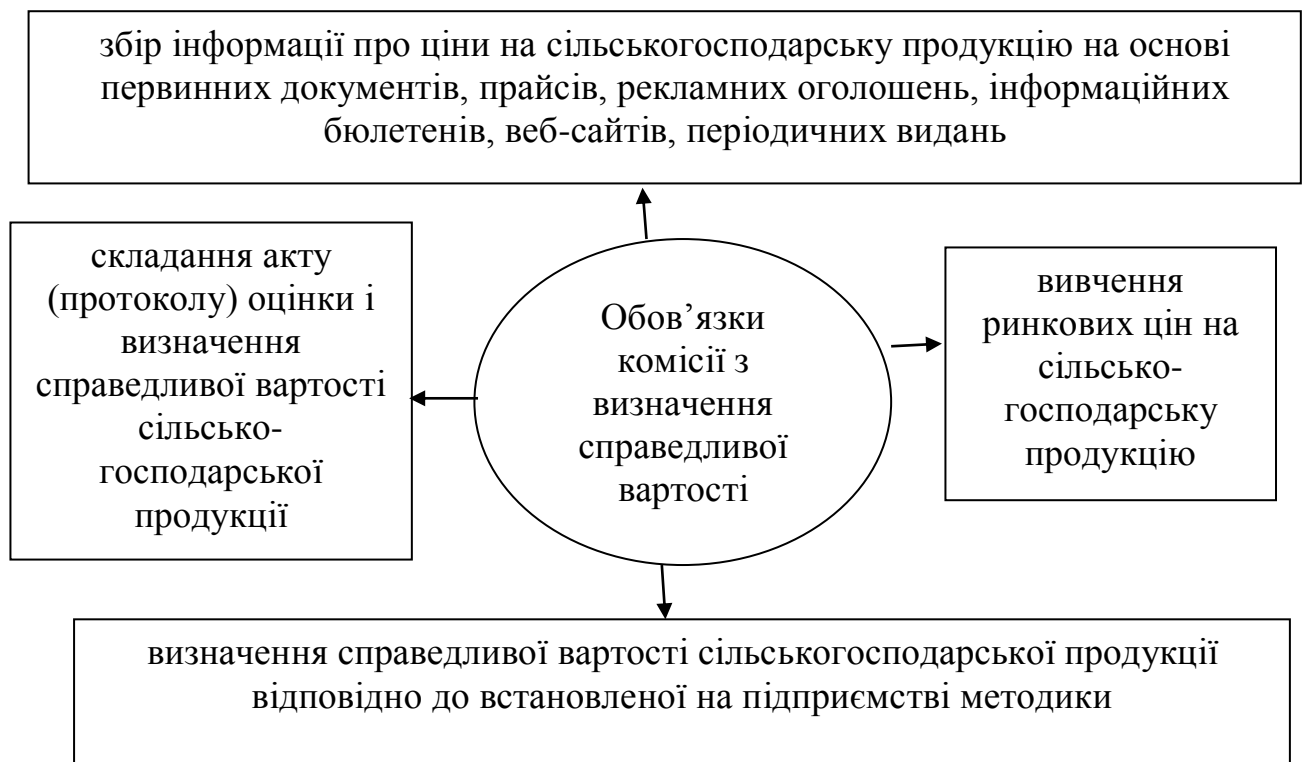 збір інформації про ціни на сільськогосподарську продукцію на основі
первинних документів, прайсів, рекламних оголошень, інформаційних
бюлетенів, веб-сайтів, періодичних видань
складання акту
(протоколу) оцінки і
визначення
справедливої вартості
сільсько-
господарської
продукції
Обов’язки
комісії з
визначення
справедливої
вартості
вивчення
ринкових цін на
сільсько-
господарську
продукцію
визначення справедливої вартості сільськогосподарської продукції
відповідно до встановленої на підприємстві методики